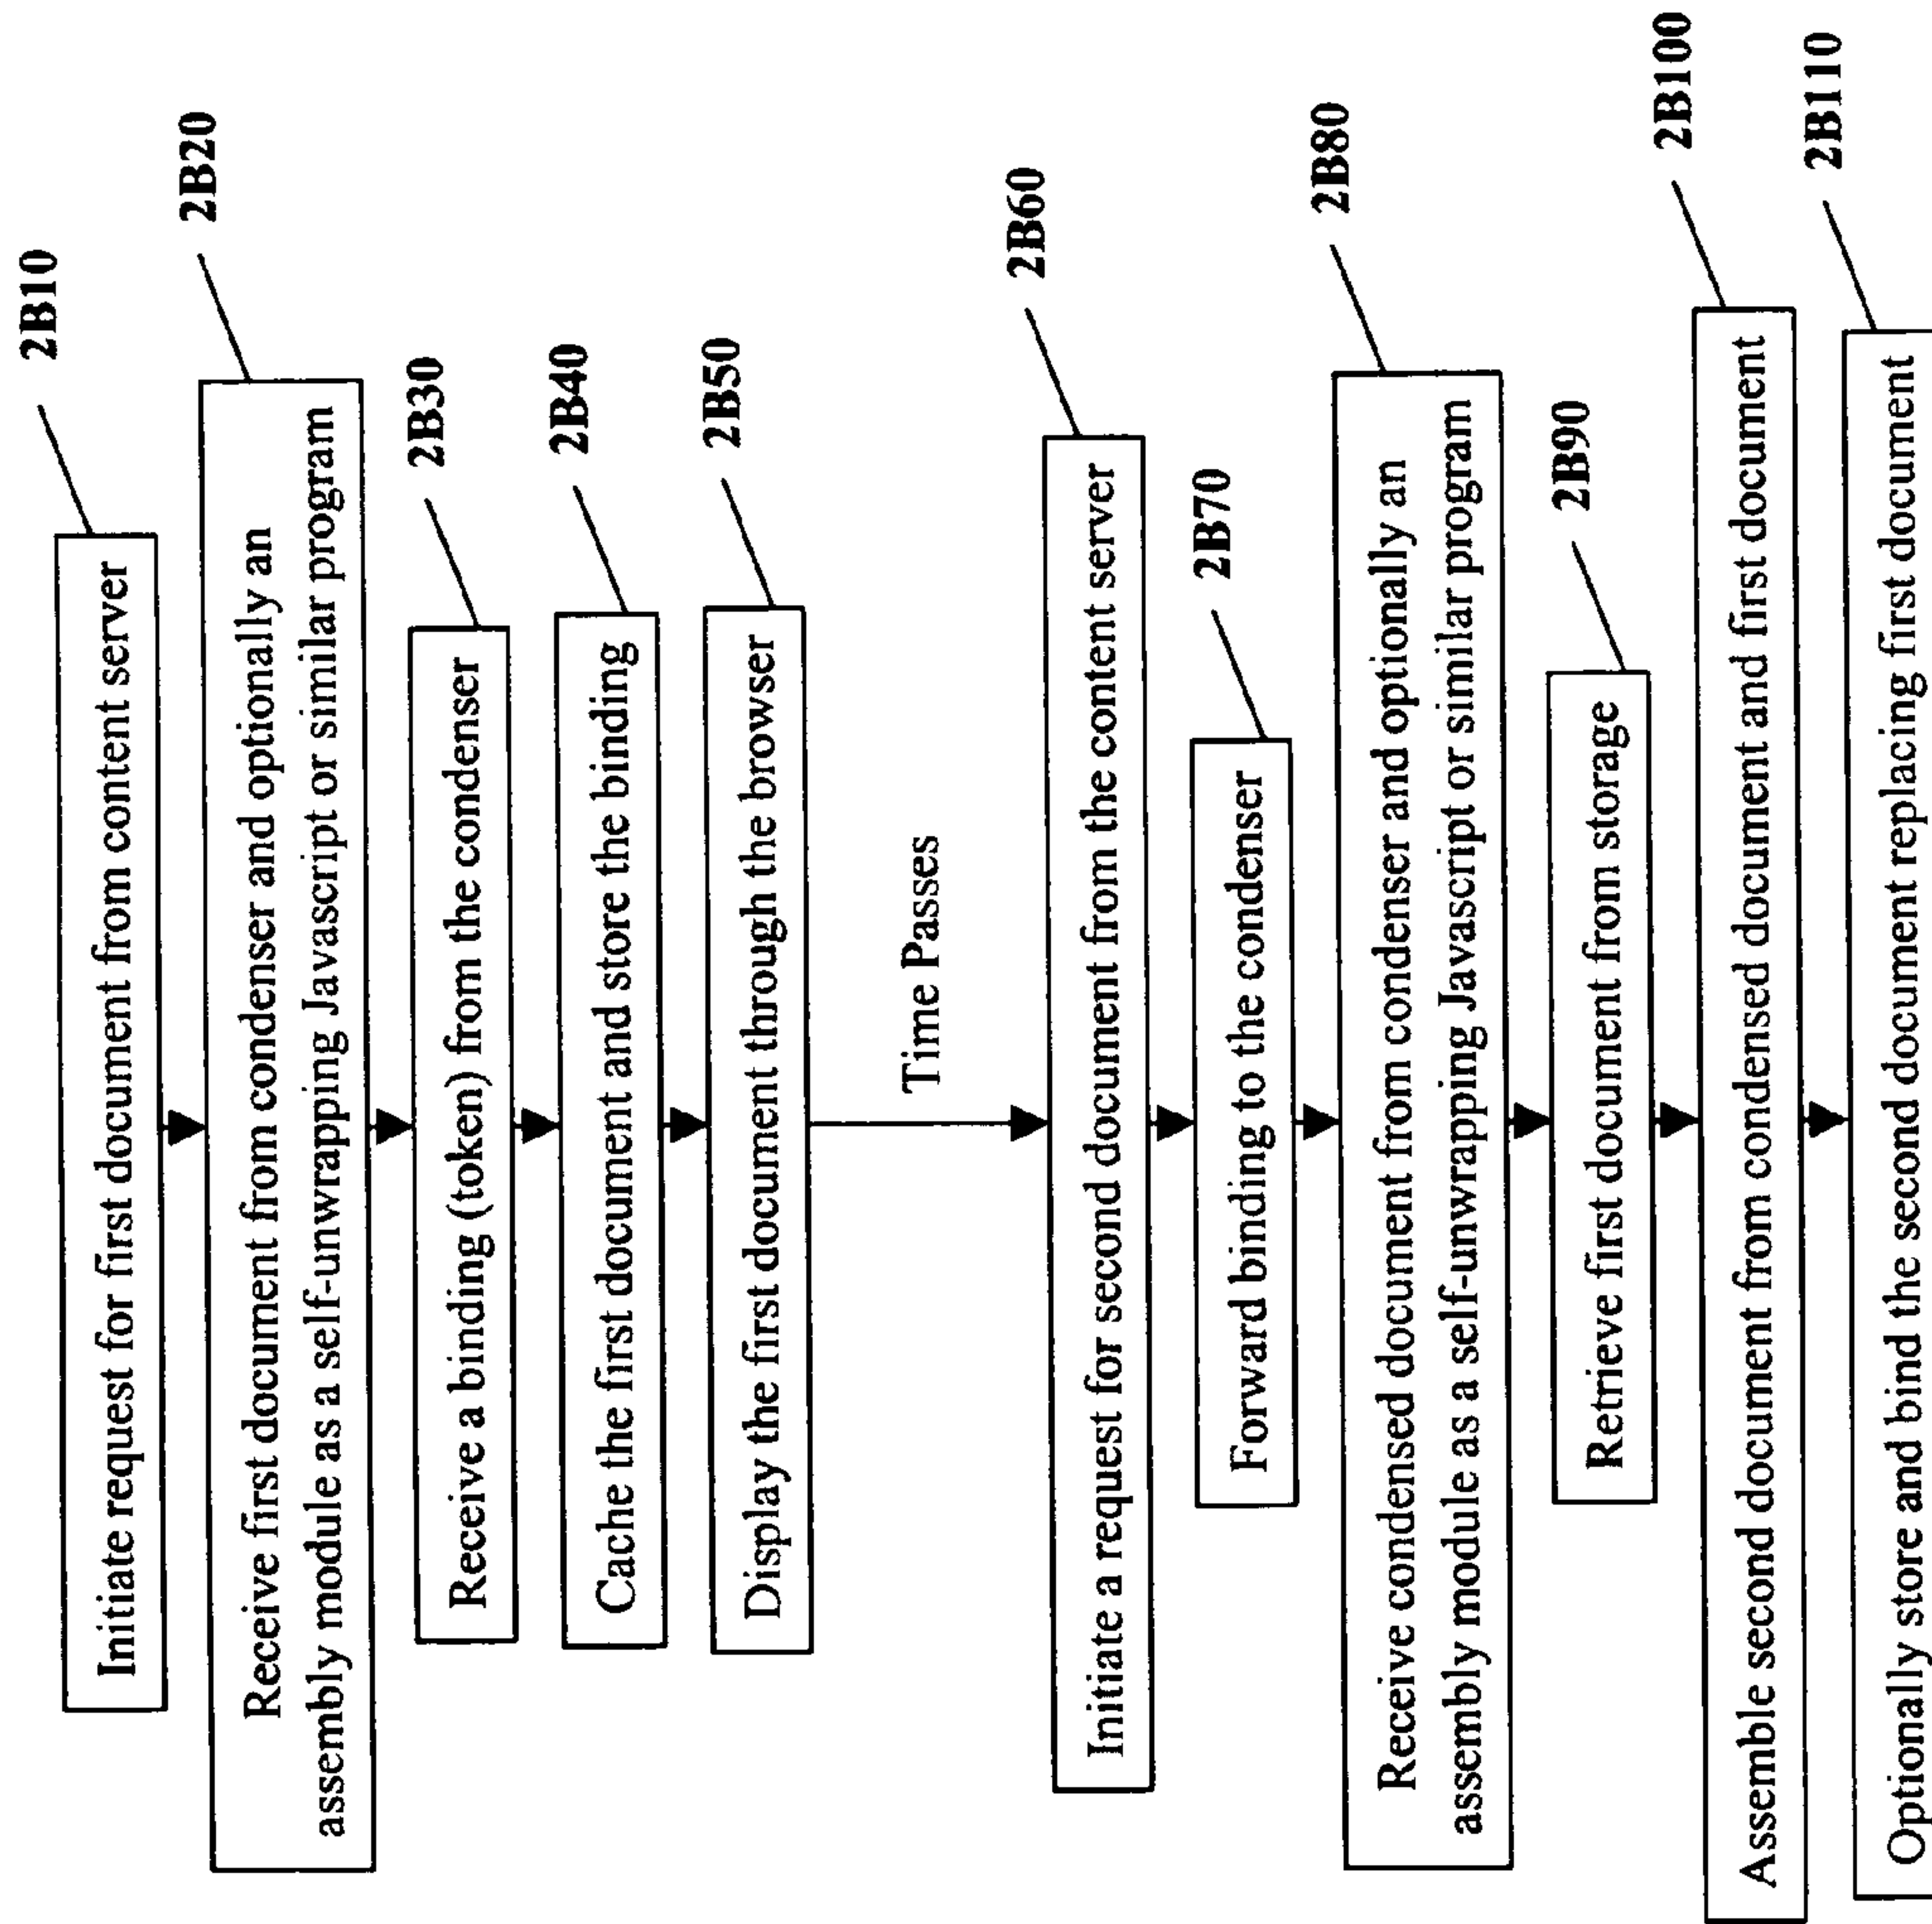 2B10
Initiate request for first document from content server
2B20
Receive first document from condenser and optionally an
assembly module as a self-unwrapping Javascript or similar program
2B30
Receive a binding (token) from the condenser
2B40
Cache the first document and store the binding
2B50
Display the first document through the browser
Time Passes
2B60
Initiate a request for second document from the content server
2B70
Forward binding to the condenser
2B80
Receive condensed document from condenser and optionally an
assembly module as a self-unwrapping Javascript or similar program
2B90
Retrieve first document from storage
2B100
Assemble second document from condensed document and first document
2B110
Optionally store and bind the second document replacing first document